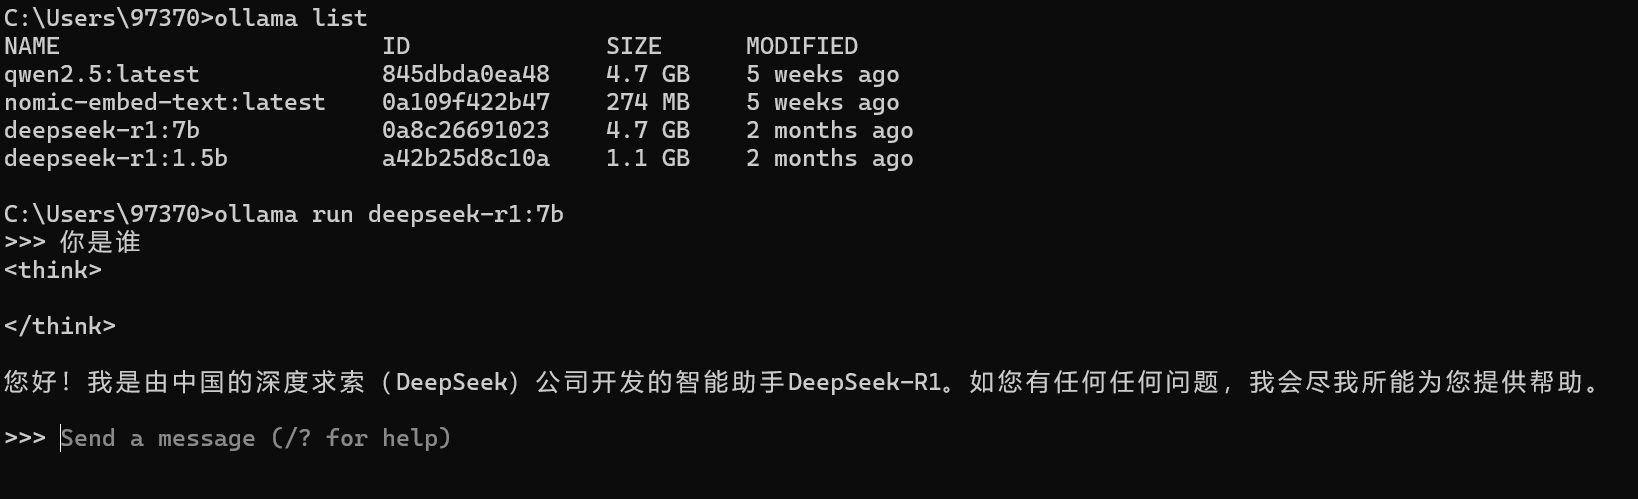 C:\Users\97370>ollama list
NAME                       ID              SIZE      MODIFIED
qwen2.5:latest             845dbda0ea48    4.7 GB    5 weeks ago
nomic-embed-text:latest    0a109f422b47    274 MB    5 weeks ago
deepseek-r1:7b             0a8c26691023    4.7 GB    2 months ago
deepseek-r1:1.5b           a42b25d8c10a    1.1 GB    2 months ago
C:\Users\97370>ollama run deepseek-r1:7b
>>> 你是谁
<think>
</think>
您好！我是由中国的深度求索（DeepSeek）公司开发的智能助手DeepSeek-R1。如您有任何任何问题，我会尽我所能为您提供帮助。
>>> Send a message (/? for help)